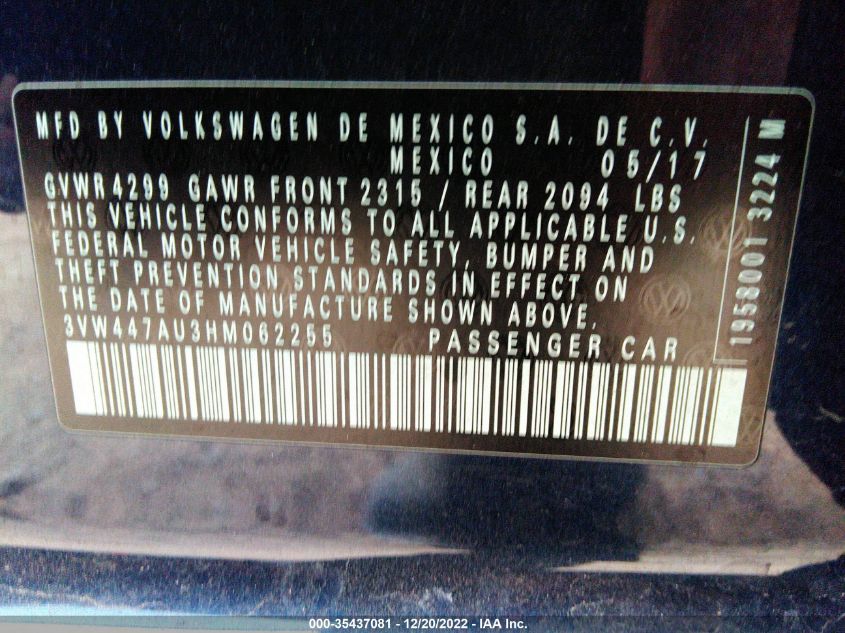 MFD BY VOLKSWAGEN DE MEXICO S.A. DE C.V.
MEXICO 05/17
GVWR 4299 GAWR FRONT 2315 / REAR 2094 LBS
THIS VEHICLE CONFORMS TO ALL APPLICABLE U.S.
FEDERAL MOTOR VEHICLE SAFETY, BUMPER AND
THEFT PREVENTION STANDARDS IN EFFECT ON
THE DATE OF MANUFACTURE SHOWN ABOVE.
3VW447AU3HM062255 PASSENGER CAR
1958001 3224 M
000-35437081 - 12/20/2022 - IAA Inc.